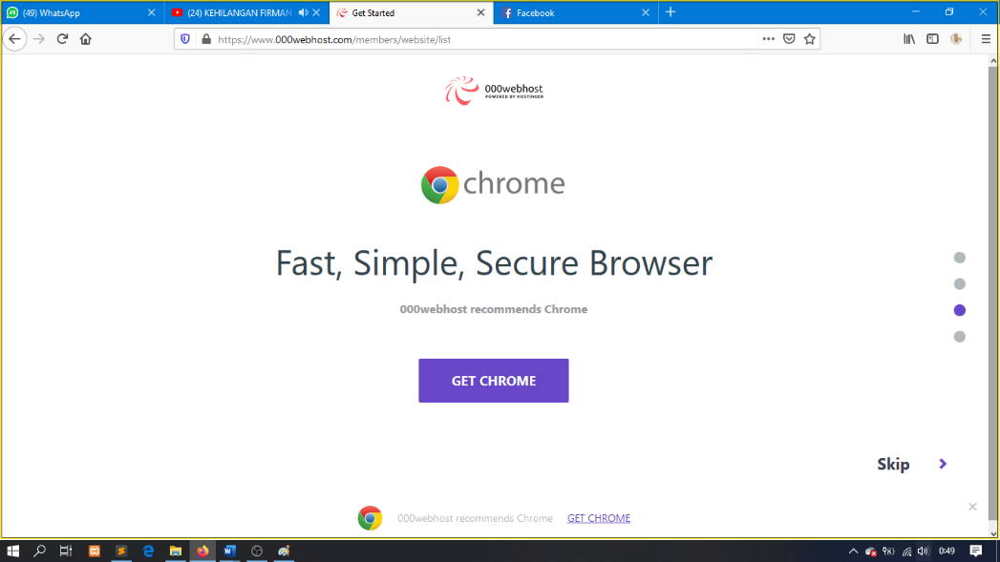 (49) WhatsApp
(24) KEHILANGAN FIRMAN
Get Started
Facebook
https://www.000webhost.com/members/website/list
000webhost
POWERED BY HOSTINGER
chrome
Fast, Simple, Secure Browser
000webhost recommends Chrome
GET CHROME
Skip
000webhost recommends Chrome GET CHROME
0:49